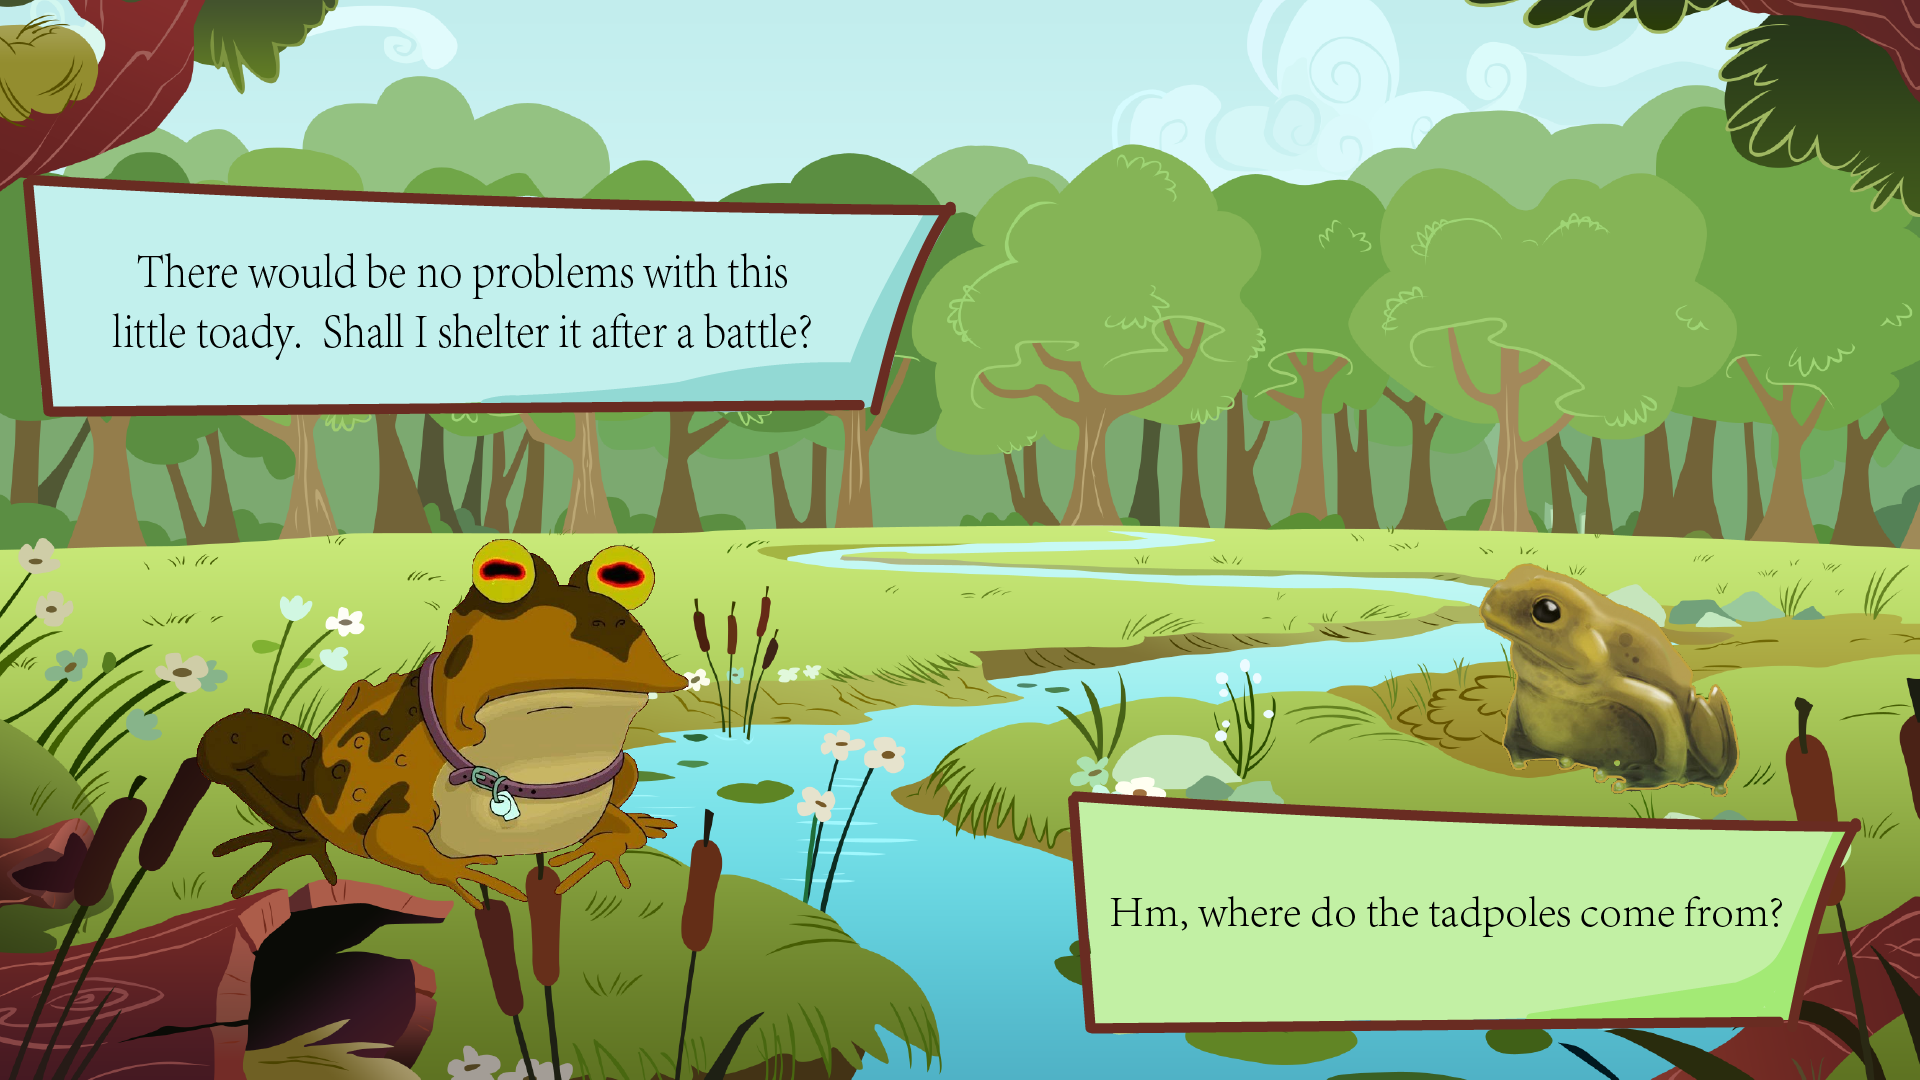 There would be no problems with this
little toady.  Shall I shelter it after a battle?
Hm, where do the tadpoles come from?